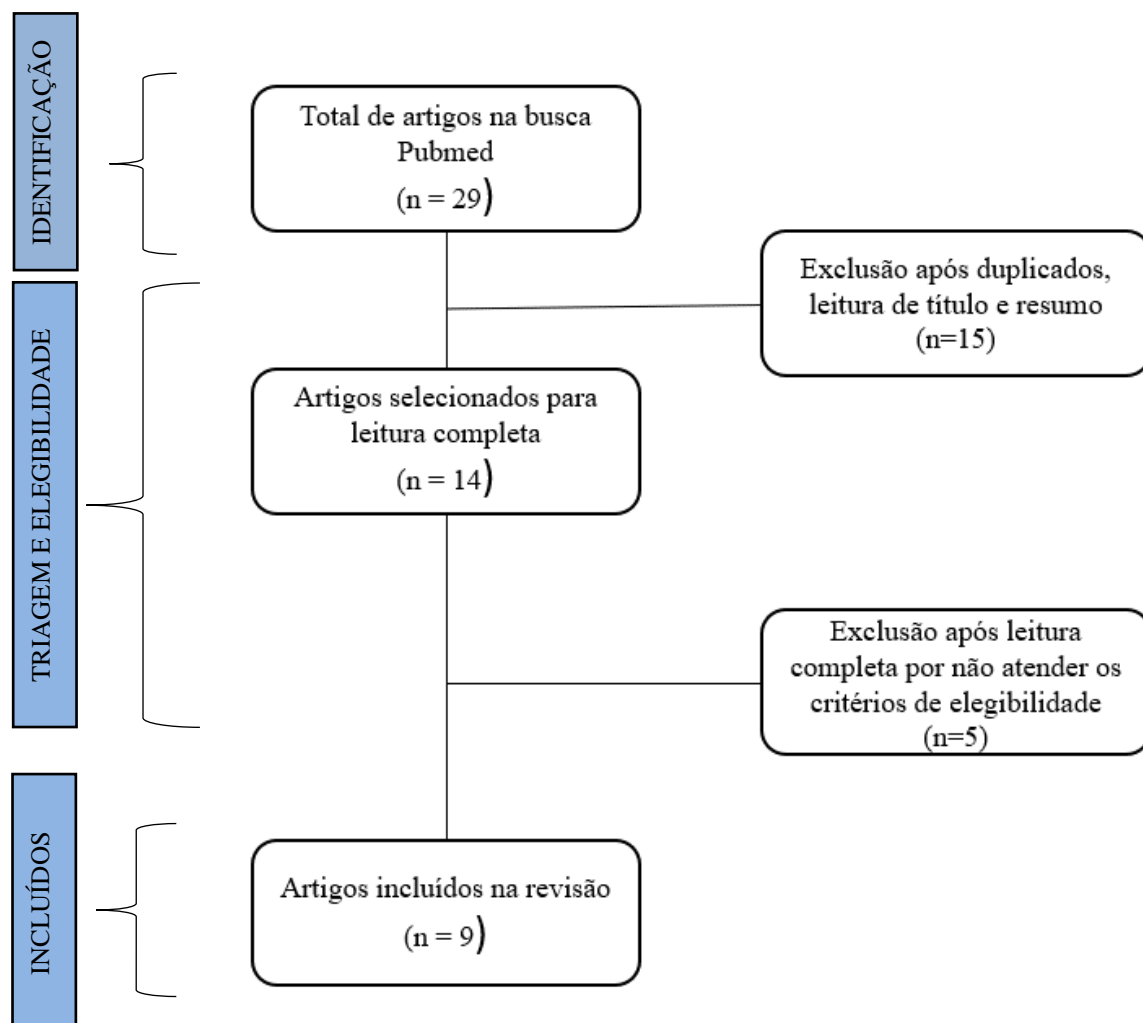 IDENTIFICAÇÃO
Total de artigos na busca
Pubmed
(n = 29)
Exclusão após duplicados,
leitura de título e resumo
(n=15)
TRIAGEM E ELEGIBILIDADE
Artigos selecionados para
leitura completa
(n = 14)
Exclusão após leitura
completa por não atender os
critérios de elegibilidade
(n=5)
INCLUÍDOS
Artigos incluídos na revisão
(n = 9)